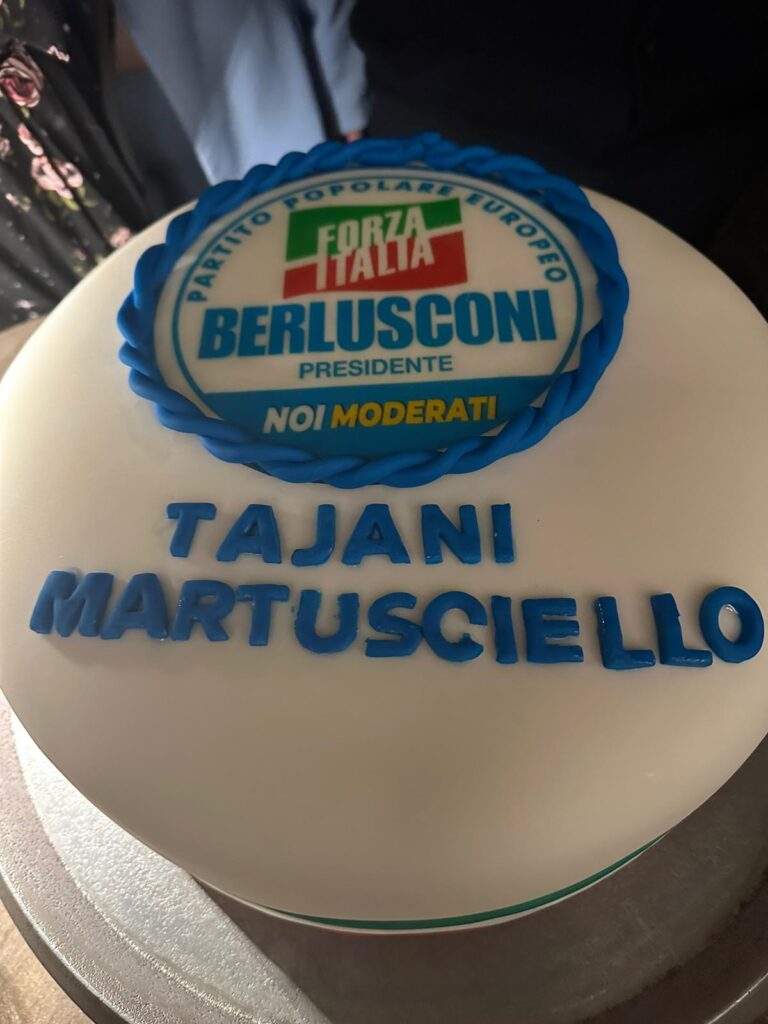 PARTITO POPOLARE EUROPEO
FORZA
ITALIA
BERLUSCONI
PRESIDENTE
NOI MODERATI
TAJANI
MARTUSCIELLO